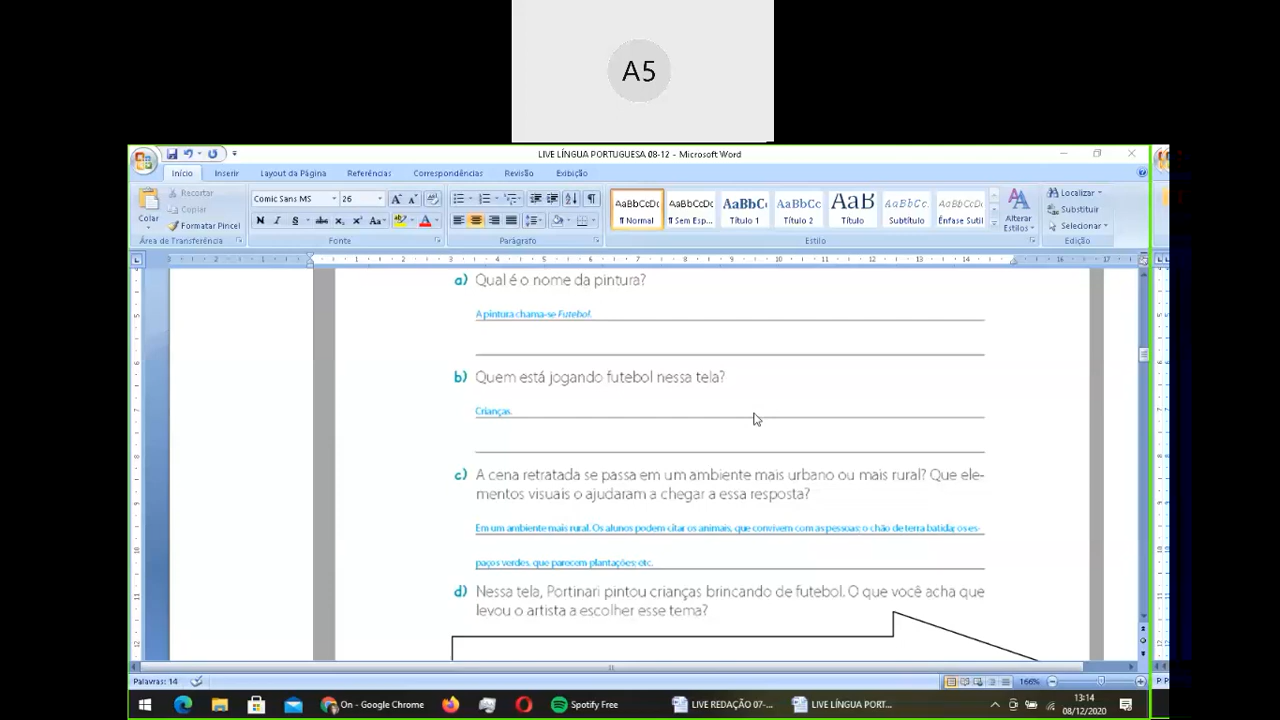 A5
LIVE LÍNGUA PORTUGUESA 08-12 - Microsoft Word
Início Inserir Layout da Página Referências Correspondências Revisão Exibição
Colar
Recortar
Copiar
Formatar Pincel
Área de Transferência
Comic Sans MS 26
Fonte
Parágrafo
AaBbCcDc AaBbCcDc AaBbC AaBbCc AaB AaBbCc. AaBbCcDc
¶ Normal ¶ Sem Esp... Título 1 Título 2 Título Subtítulo Ênfase Sutil
Alterar Estilos
Estilo
Localizar
Substituir
Selecionar
Edição
a) Qual é o nome da pintura?
A pintura chama-se Futebol.
b) Quem está jogando futebol nessa tela?
Crianças.
c) A cena retratada se passa em um ambiente mais urbano ou mais rural? Que ele-
mentos visuais o ajudaram a chegar a essa resposta?
Em um ambiente mais rural. Os alunos podem citar os animais, que convivem com as pessoas; o chão de terra batida; os es-
paços verdes, que parecem plantações; etc.
d) Nessa tela, Portinari pintou crianças brincando de futebol. O que você acha que
levou o artista a escolher esse tema?
Palavras: 14
166%
On - Google Chrome
Spotify Free
LIVE REDAÇÃO 07-...
LIVE LÍNGUA PORT...
13:14
08/12/2020